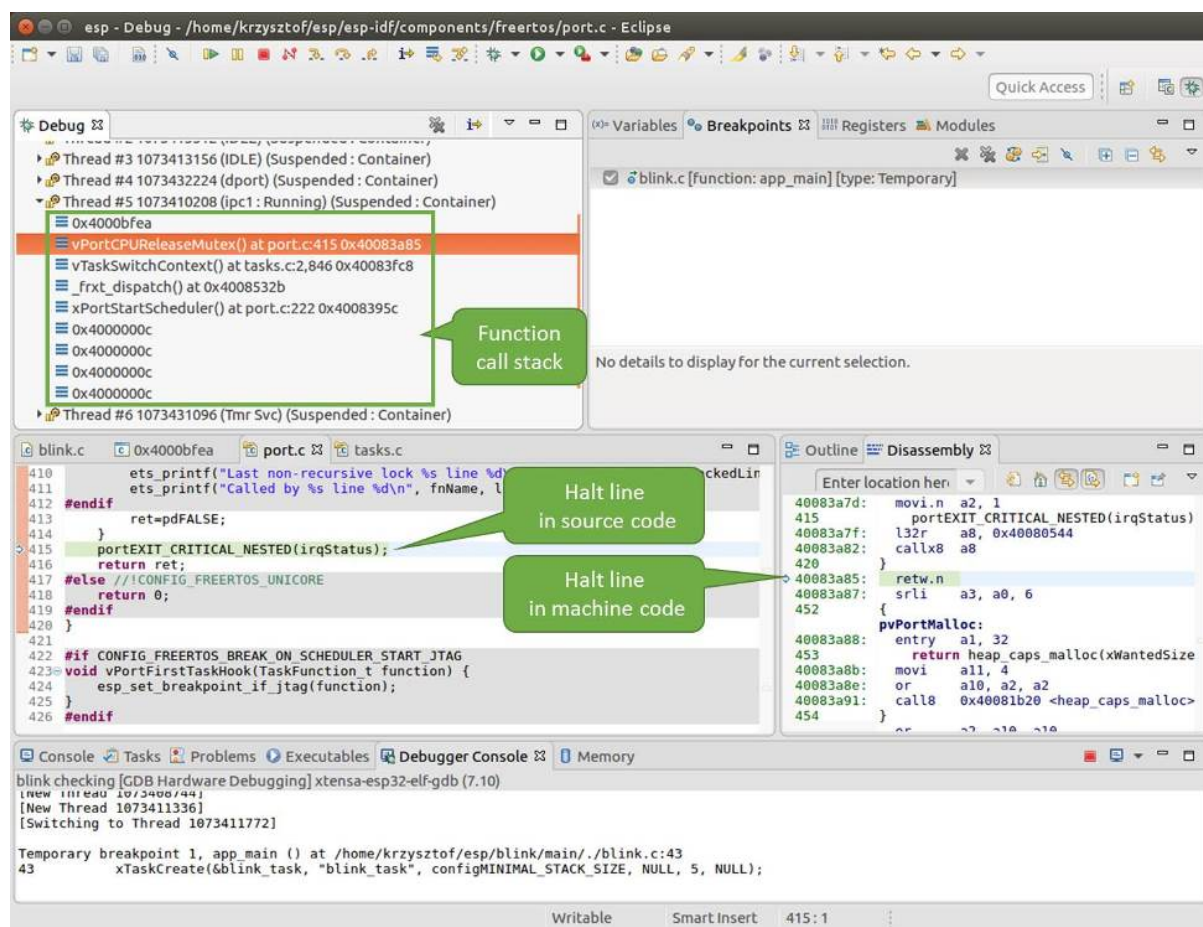 esp - Debug - /home/krzysztof/esp/esp-idf/components/freertos/port.c - Eclipse
Quick Access
Debug
Variables Breakpoints Registers Modules
Thread #3 1073413156 (IDLE) (Suspended : Container)
Thread #4 1073432224 (dport) (Suspended : Container)
Thread #5 1073410208 (ipc1 : Running) (Suspended : Container)
0x4000bfea
vPortCPUReleaseMutex() at port.c:415 0x40083a85
vTaskSwitchContext() at tasks.c:2,846 0x40083fc8
_frxt_dispatch() at 0x4008532b
xPortStartScheduler() at port.c:222 0x4008395c
0x4000000c
0x4000000c
0x4000000c
0x4000000c
Thread #6 1073431096 (Tmr Svc) (Suspended : Container)
Function
call stack
blink.c [function: app_main] [type: Temporary]
No details to display for the current selection.
blink.c 0x4000bfea port.c tasks.c
410 ets_printf("Last non-recursive lock %s line %d\
411 ets_printf("Called by %s line %d\n", fnName, l
412 #endif
413 ret=pdFALSE;
414 }
415 portEXIT_CRITICAL_NESTED(irqStatus);
416 return ret;
417 #else //!CONFIG_FREERTOS_UNICORE
418 return 0;
419 #endif
420 }
421
422 #if CONFIG_FREERTOS_BREAK_ON_SCHEDULER_START_JTAG
423 void vPortFirstTaskHook(TaskFunction_t function) {
424 esp_set_breakpoint_if_jtag(function);
425 }
426 #endif
Halt line
in source code
Halt line
in machine code
Outline Disassembly
Enter location her
40083a7d: movi.n a2, 1
415 portEXIT_CRITICAL_NESTED(irqStatus)
40083a7f: l32r a8, 0x40080544
40083a82: callx8 a8
420 }
40083a85: retw.n
40083a87: srli a3, a0, 6
452 {
pvPortMalloc:
40083a88: entry a1, 32
453 return heap_caps_malloc(xWantedSize
40083a8b: movi a11, 4
40083a8e: or a10, a2, a2
40083a91: call8 0x40081b20 <heap_caps_malloc>
454 }
Console Tasks Problems Executables Debugger Console Memory
blink checking [GDB Hardware Debugging] xtensa-esp32-elf-gdb (7.10)
[New Thread 1073408744]
[New Thread 1073411336]
[Switching to Thread 1073411772]
Temporary breakpoint 1, app_main () at /home/krzysztof/esp/blink/main/./blink.c:43
43 xTaskCreate(&blink_task, "blink_task", configMINIMAL_STACK_SIZE, NULL, 5, NULL);
Writable Smart Insert 415 : 1